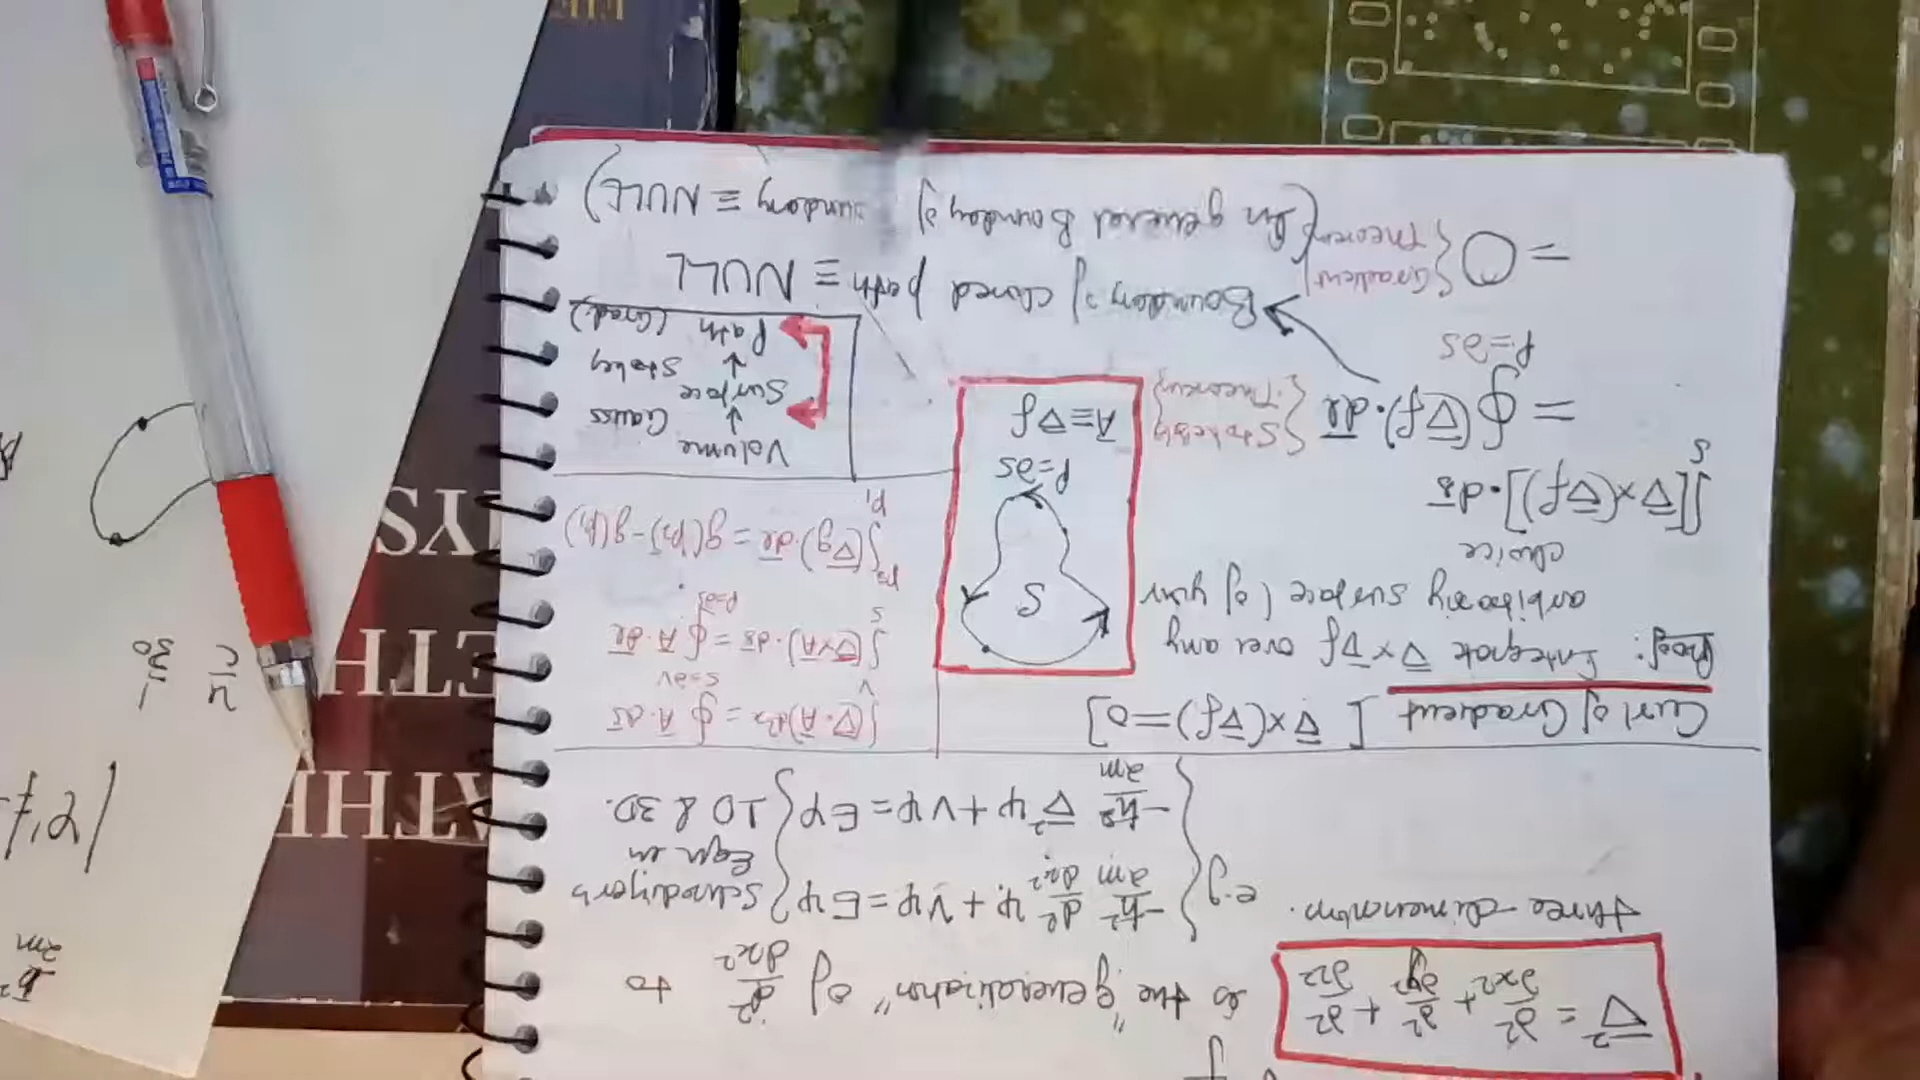 ∇² = ∂²/∂x² + ∂²/∂y² + ∂²/∂z² is the "generalization" of d²/dx² to
three-dimension.
e.g. { -ħ²/2m d²/dx² ψ + Vψ = Eψ } Schrodinger's
{ -ħ²/2m ∇²ψ + Vψ = Eψ } Eqn in 1D & 3D.
Curl of Gradient [∇×(∇f)=0]
Proof: Integrate ∇×∇f over any
arbitrary surface (of your
choice
∫[∇×(∇f)]·ds
S
= ∮(∇f)·dl {Stokes's Theorem}
P=∂S
= 0 {Gradient Theorem}
S
P=∂S
A≡∇f
Boundary of closed path ≡ NULL
(In general Boundary of ≡ NULL)
∫(∇·A)dτ = ∮ A·ds
V S=∂V
∫(∇×A)·ds = ∮ A·dl
S P=∂S
∫(∇g)·dl = g(p₂)-g(p₁)
p₁ p₂
Volume
↓ Gauss
Surface
↓ Stokes
Path (Grad.)